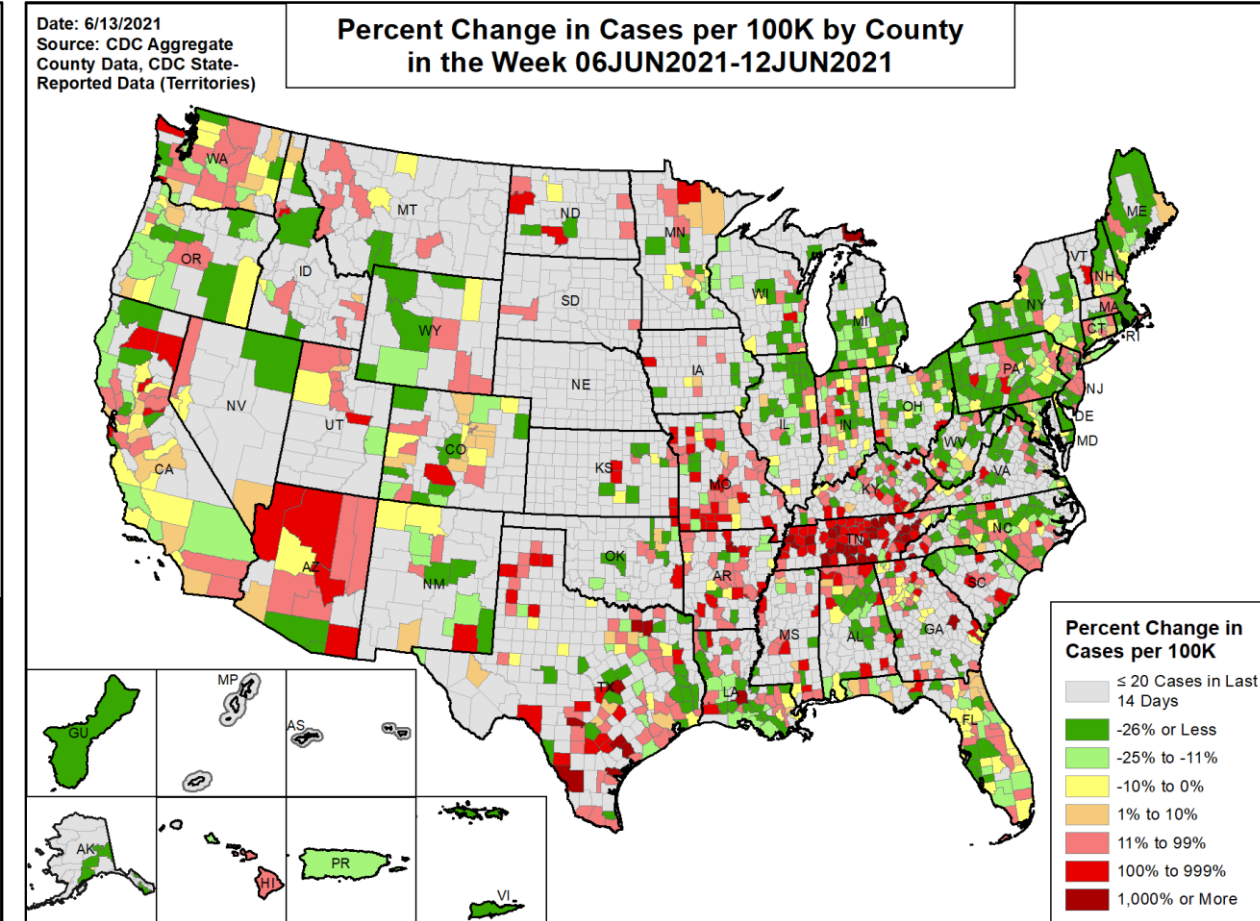 Date: 6/13/2021
Source: CDC Aggregate
County Data, CDC State-
Reported Data (Territories)
Percent Change in Cases per 100K by County
in the Week 06JUN2021-12JUN2021
WA
MT
ND
MN
ME
OR
ID
SD
WI
VT
NH
WY
MI
NY
MA
CT
RI
IA
PA
NE
NJ
NV
UT
CO
IL
IN
OH
DE
MD
WV
CA
KS
MO
VA
KY
NC
AZ
NM
OK
TN
AR
SC
MS
AL
GA
TX
LA
FL
MP
GU
AS
AK
HI
PR
VI
Percent Change in
Cases per 100K
≤ 20 Cases in Last
14 Days
-26% or Less
-25% to -11%
-10% to 0%
1% to 10%
11% to 99%
100% to 999%
1,000% or More